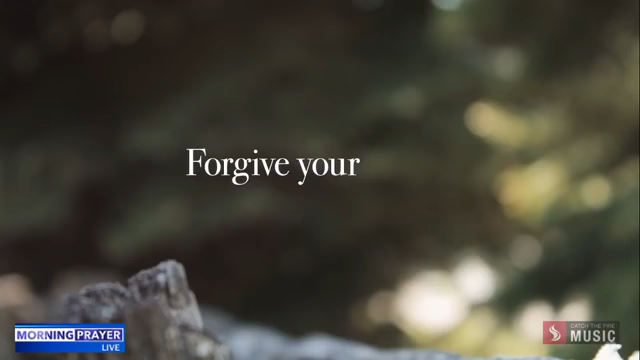 Forgive your
MORNING PRAYER
LIVE
CATCH THE FIRE
MUSIC